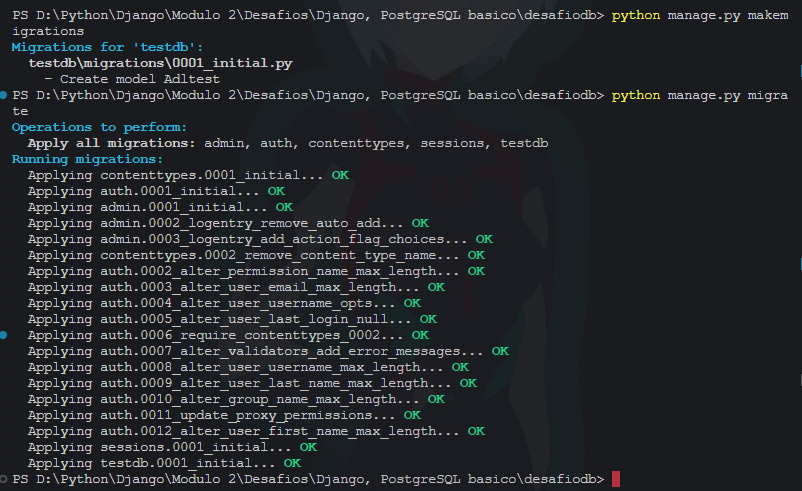 PS D:\Python\Django\Modulo 2\Desafios\Django, PostgreSQL basico\desafiodb> python manage.py makem
igrations
Migrations for 'testdb':
  testdb\migrations\0001_initial.py
    - Create model Adltest
PS D:\Python\Django\Modulo 2\Desafios\Django, PostgreSQL basico\desafiodb> python manage.py migra
te
Operations to perform:
  Apply all migrations: admin, auth, contenttypes, sessions, testdb
Running migrations:
  Applying contenttypes.0001_initial... OK
  Applying auth.0001_initial... OK
  Applying admin.0001_initial... OK
  Applying admin.0002_logentry_remove_auto_add... OK
  Applying admin.0003_logentry_add_action_flag_choices... OK
  Applying contenttypes.0002_remove_content_type_name... OK
  Applying auth.0002_alter_permission_name_max_length... OK
  Applying auth.0003_alter_user_email_max_length... OK
  Applying auth.0004_alter_user_username_opts... OK
  Applying auth.0005_alter_user_last_login_null... OK
  Applying auth.0006_require_contenttypes_0002... OK
  Applying auth.0007_alter_validators_add_error_messages... OK
  Applying auth.0008_alter_user_username_max_length... OK
  Applying auth.0009_alter_user_last_name_max_length... OK
  Applying auth.0010_alter_group_name_max_length... OK
  Applying auth.0011_update_proxy_permissions... OK
  Applying auth.0012_alter_user_first_name_max_length... OK
  Applying sessions.0001_initial... OK
  Applying testdb.0001_initial... OK
PS D:\Python\Django\Modulo 2\Desafios\Django, PostgreSQL basico\desafiodb>